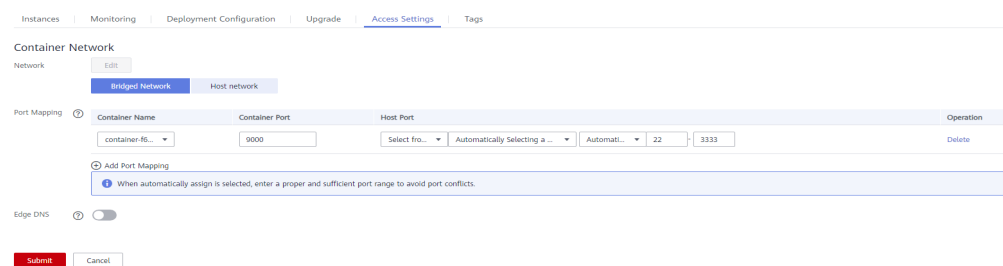 Instances Monitoring Deployment Configuration Upgrade Access Settings Tags
Container Network
Network Edit
Bridged Network Host network
Port Mapping ? Container Name Container Port Host Port Operation
container-f6... 9000 Select fro... Automatically Selecting a ... Automati... 22 - 3333 Delete
Add Port Mapping
When automatically assign is selected, enter a proper and sufficient port range to avoid port conflicts.
Edge DNS ?
Submit Cancel